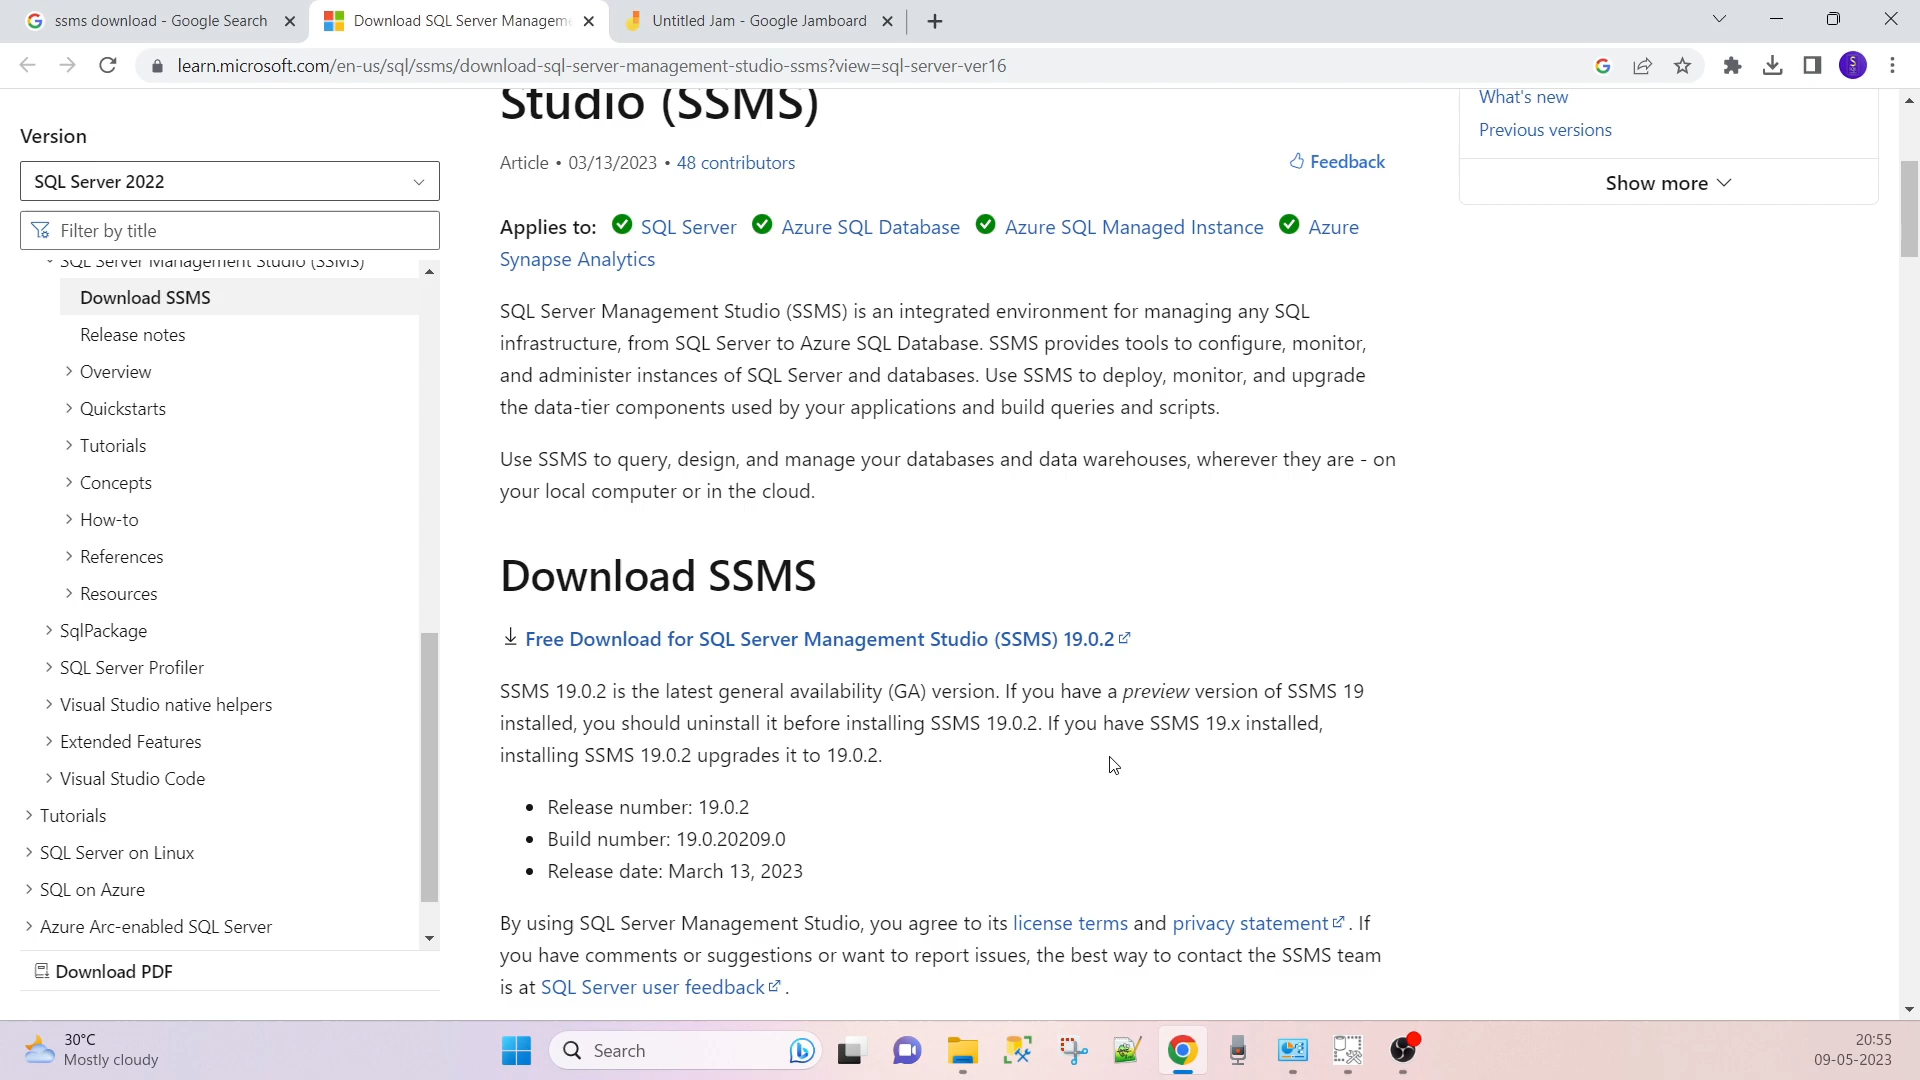 ssms download - Google Search
Download SQL Server Managem
Untitled Jam - Google Jamboard
learn.microsoft.com/en-us/sql/ssms/download-sql-server-management-studio-ssms?view=sql-server-ver16
Version
SQL Server 2022
Filter by title
SQL Server Management Studio (SSMS)
Download SSMS
Release notes
Overview
Quickstarts
Tutorials
Concepts
How-to
References
Resources
SqlPackage
SQL Server Profiler
Visual Studio native helpers
Extended Features
Visual Studio Code
Tutorials
SQL Server on Linux
SQL on Azure
Azure Arc-enabled SQL Server
Download PDF
Studio (SSMS)
Article • 03/13/2023 • 48 contributors
Feedback
Applies to: SQL Server Azure SQL Database Azure SQL Managed Instance Azure
Synapse Analytics
SQL Server Management Studio (SSMS) is an integrated environment for managing any SQL
infrastructure, from SQL Server to Azure SQL Database. SSMS provides tools to configure, monitor,
and administer instances of SQL Server and databases. Use SSMS to deploy, monitor, and upgrade
the data-tier components used by your applications and build queries and scripts.
Use SSMS to query, design, and manage your databases and data warehouses, wherever they are - on
your local computer or in the cloud.
Download SSMS
Free Download for SQL Server Management Studio (SSMS) 19.0.2
SSMS 19.0.2 is the latest general availability (GA) version. If you have a preview version of SSMS 19
installed, you should uninstall it before installing SSMS 19.0.2. If you have SSMS 19.x installed,
installing SSMS 19.0.2 upgrades it to 19.0.2.
• Release number: 19.0.2
• Build number: 19.0.20209.0
• Release date: March 13, 2023
By using SQL Server Management Studio, you agree to its license terms and privacy statement. If
you have comments or suggestions or want to report issues, the best way to contact the SSMS team
is at SQL Server user feedback.
What's new
Previous versions
Show more
30°C
Mostly cloudy
Search
20:55
09-05-2023